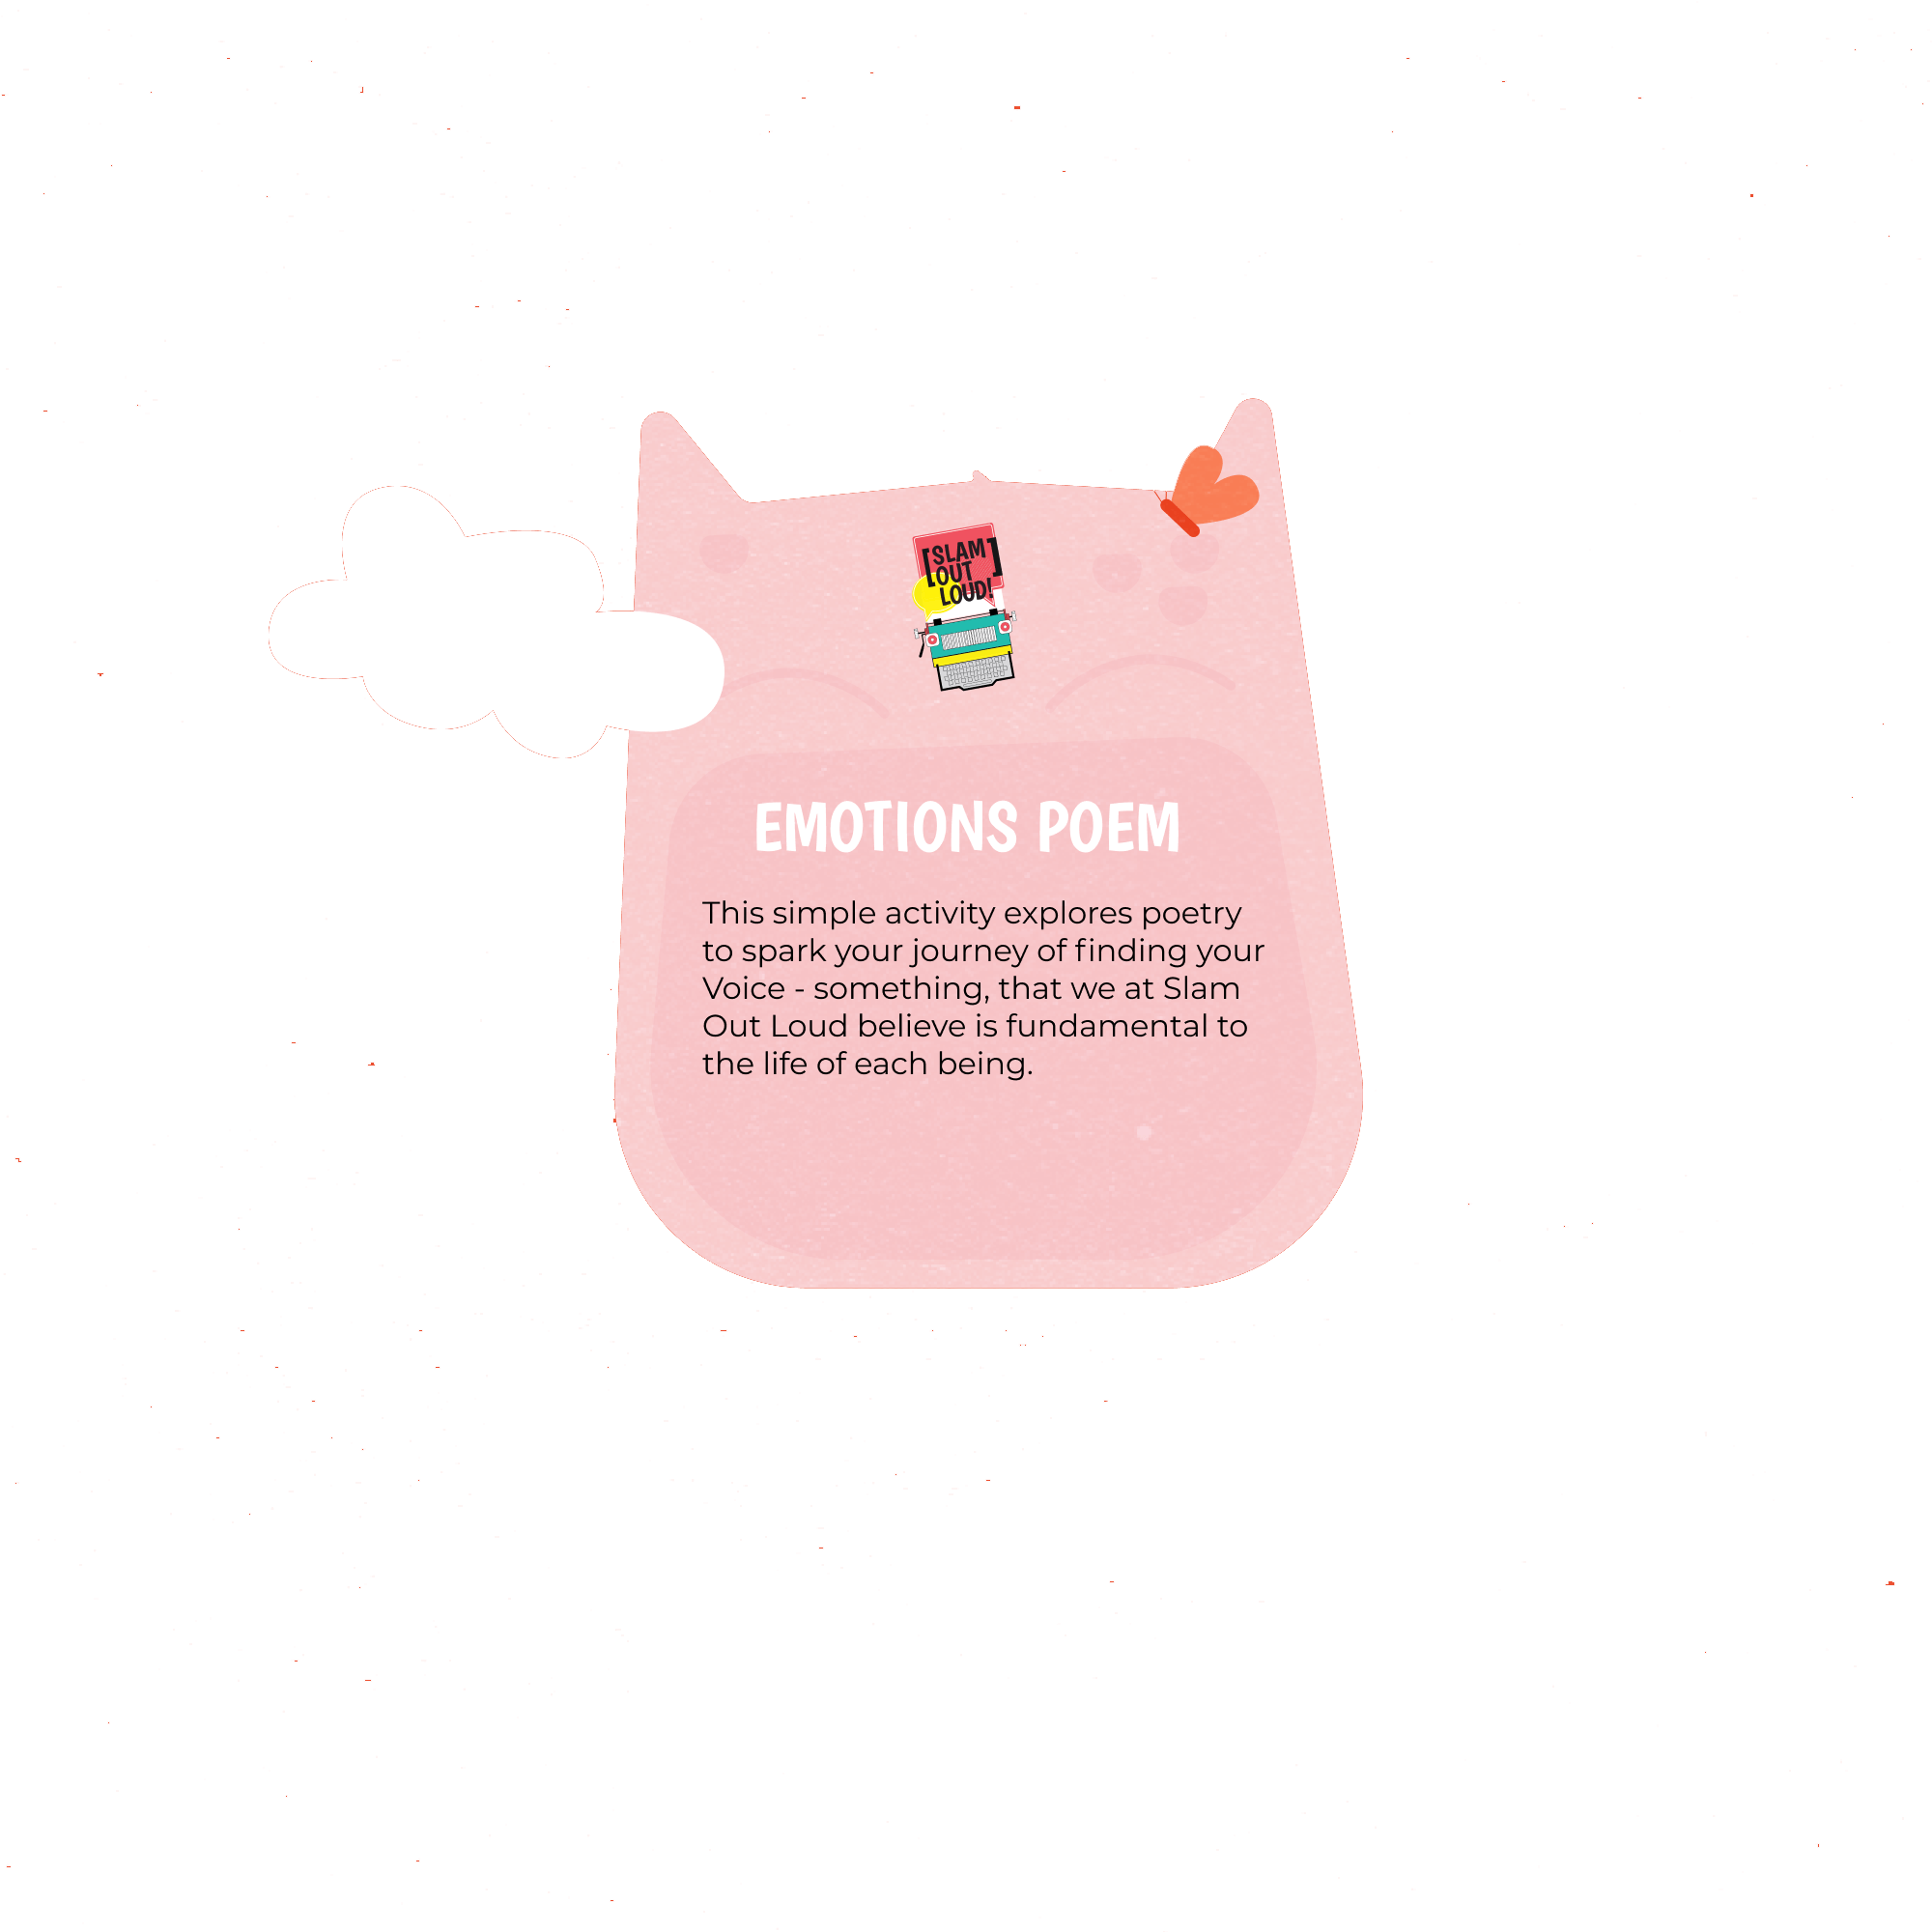 [SLAM
OUT
LOUD!]
EMOTIONS POEM
This simple activity explores poetry
to spark your journey of finding your
Voice - something, that we at Slam
Out Loud believe is fundamental to
the life of each being.